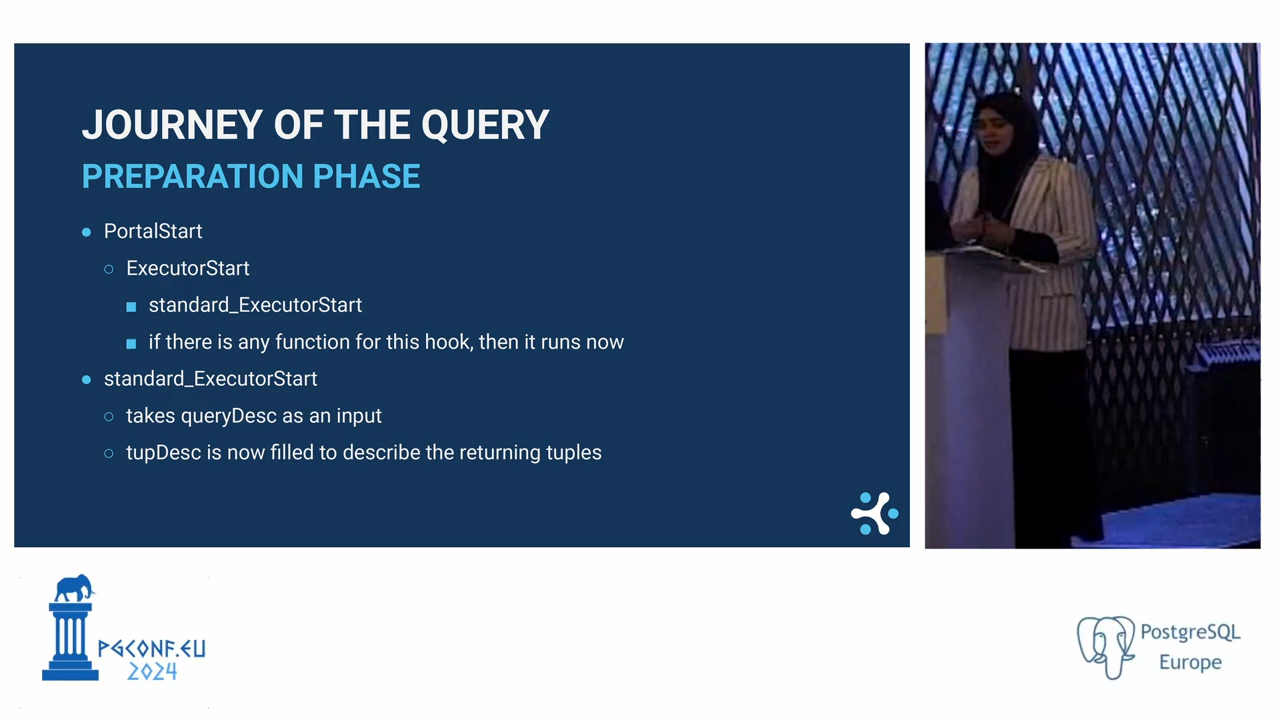 JOURNEY OF THE QUERY
PREPARATION PHASE
PortalStart
ExecutorStart
standard_ExecutorStart
if there is any function for this hook, then it runs now
standard_ExecutorStart
takes queryDesc as an input
tupDesc is now filled to describe the returning tuples
PGCONF.EU
2024
PostgreSQL
Europe